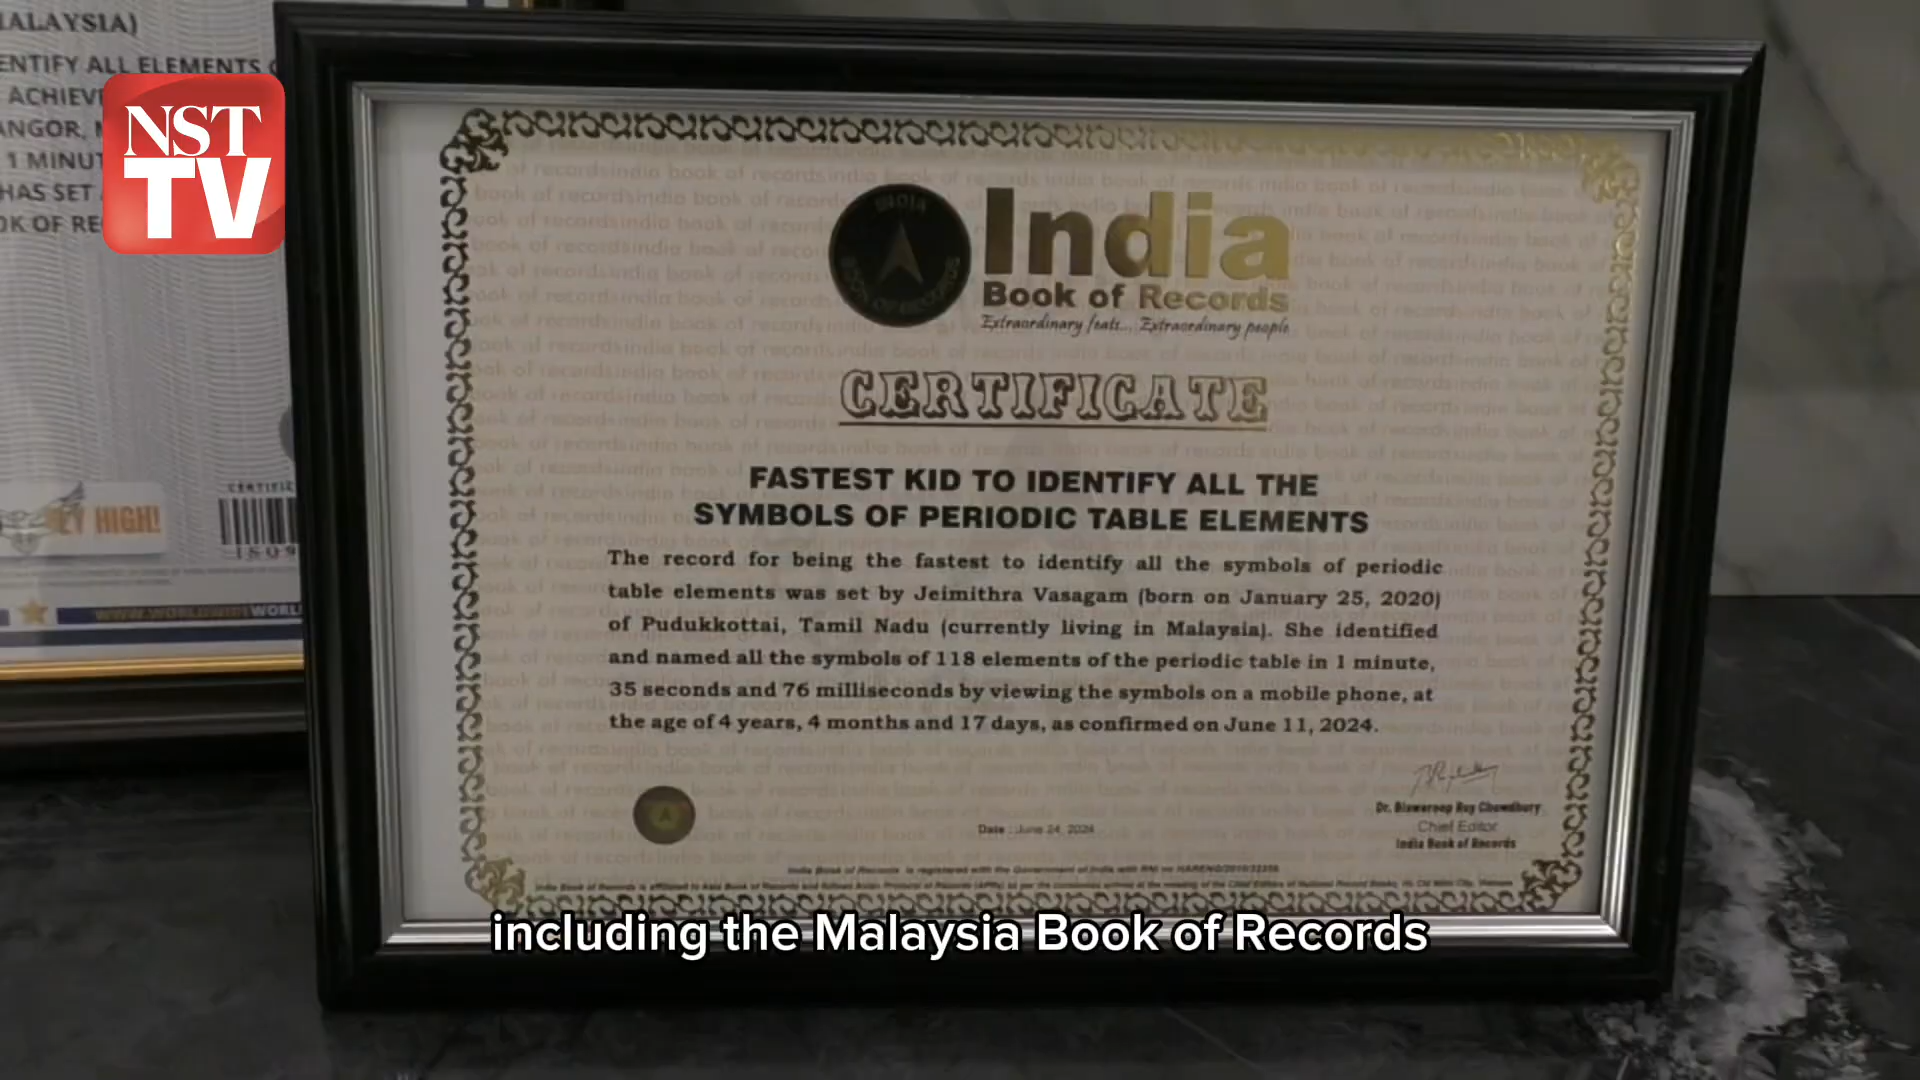 ALAYSIA)
ENTIFY ALL ELEMENTS
ACHIEV
ANGOR,
1 MINUT
HAS SET
OK OF RE
NST
TV
EY HIGH!
India
Book of Records
Extraordinary feats... Extraordinary people
CERTIFICATE
FASTEST KID TO IDENTIFY ALL THE
SYMBOLS OF PERIODIC TABLE ELEMENTS
The record for being the fastest to identify all the symbols of periodic
table elements was set by Jeimithra Vasagam (born on January 25, 2020)
of Pudukkottai, Tamil Nadu (currently living in Malaysia). She identified
and named all the symbols of 118 elements of the periodic table in 1 minute,
35 seconds and 76 milliseconds by viewing the symbols on a mobile phone, at
the age of 4 years, 4 months and 17 days, as confirmed on June 11, 2024.
Dr. Biswaroop Roy Chowdhury
Chief Editor
India Book of Records
Date : June 24, 2024
including the Malaysia Book of Records